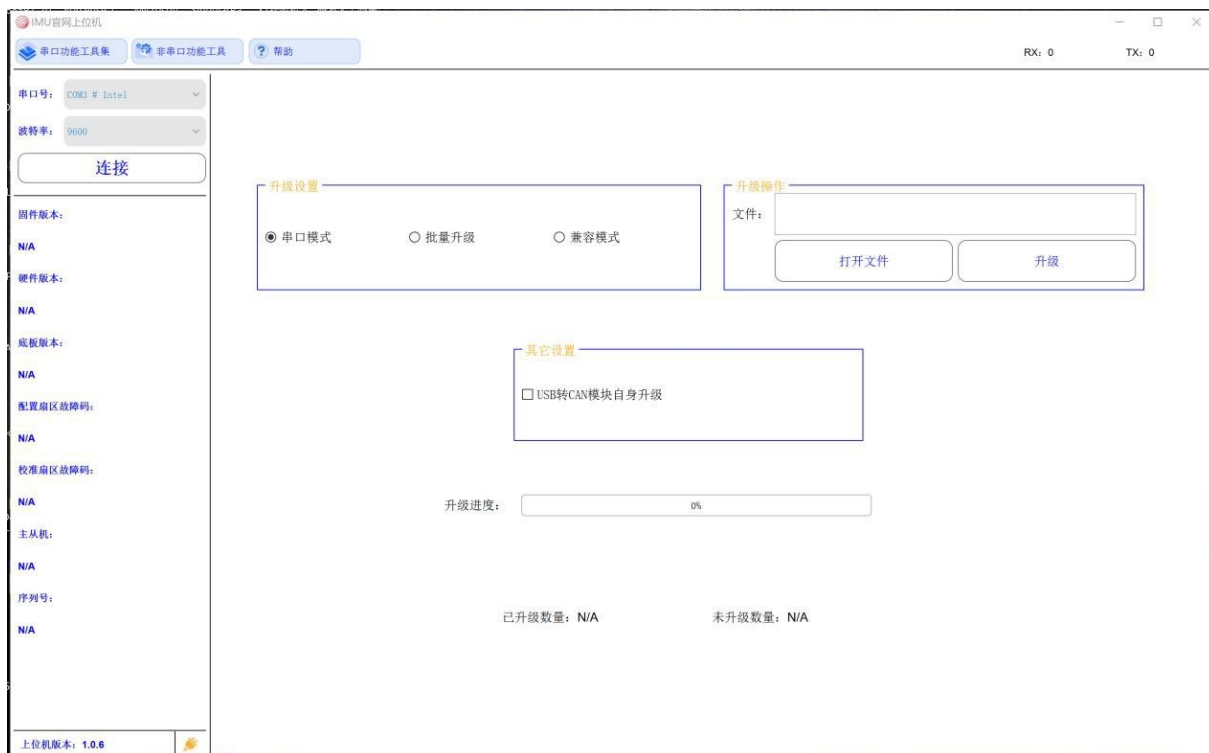 IMU官网上位机
串口功能工具集 非串口功能工具 帮助 RX: 0 TX: 0
串口号: COM3 # Intel
波特率: 9600
连接
固件版本:
N/A
硬件版本:
N/A
底板版本:
N/A
配置扇区故障码:
N/A
校准扇区故障码:
N/A
主从机:
N/A
序列号:
N/A
上位机版本: 1.0.6
升级设置
串口模式 批量升级 兼容模式
升级操作
文件:
打开文件 升级
其它设置
USB转CAN模块自身升级
升级进度: 0%
已升级数量: N/A 未升级数量: N/A